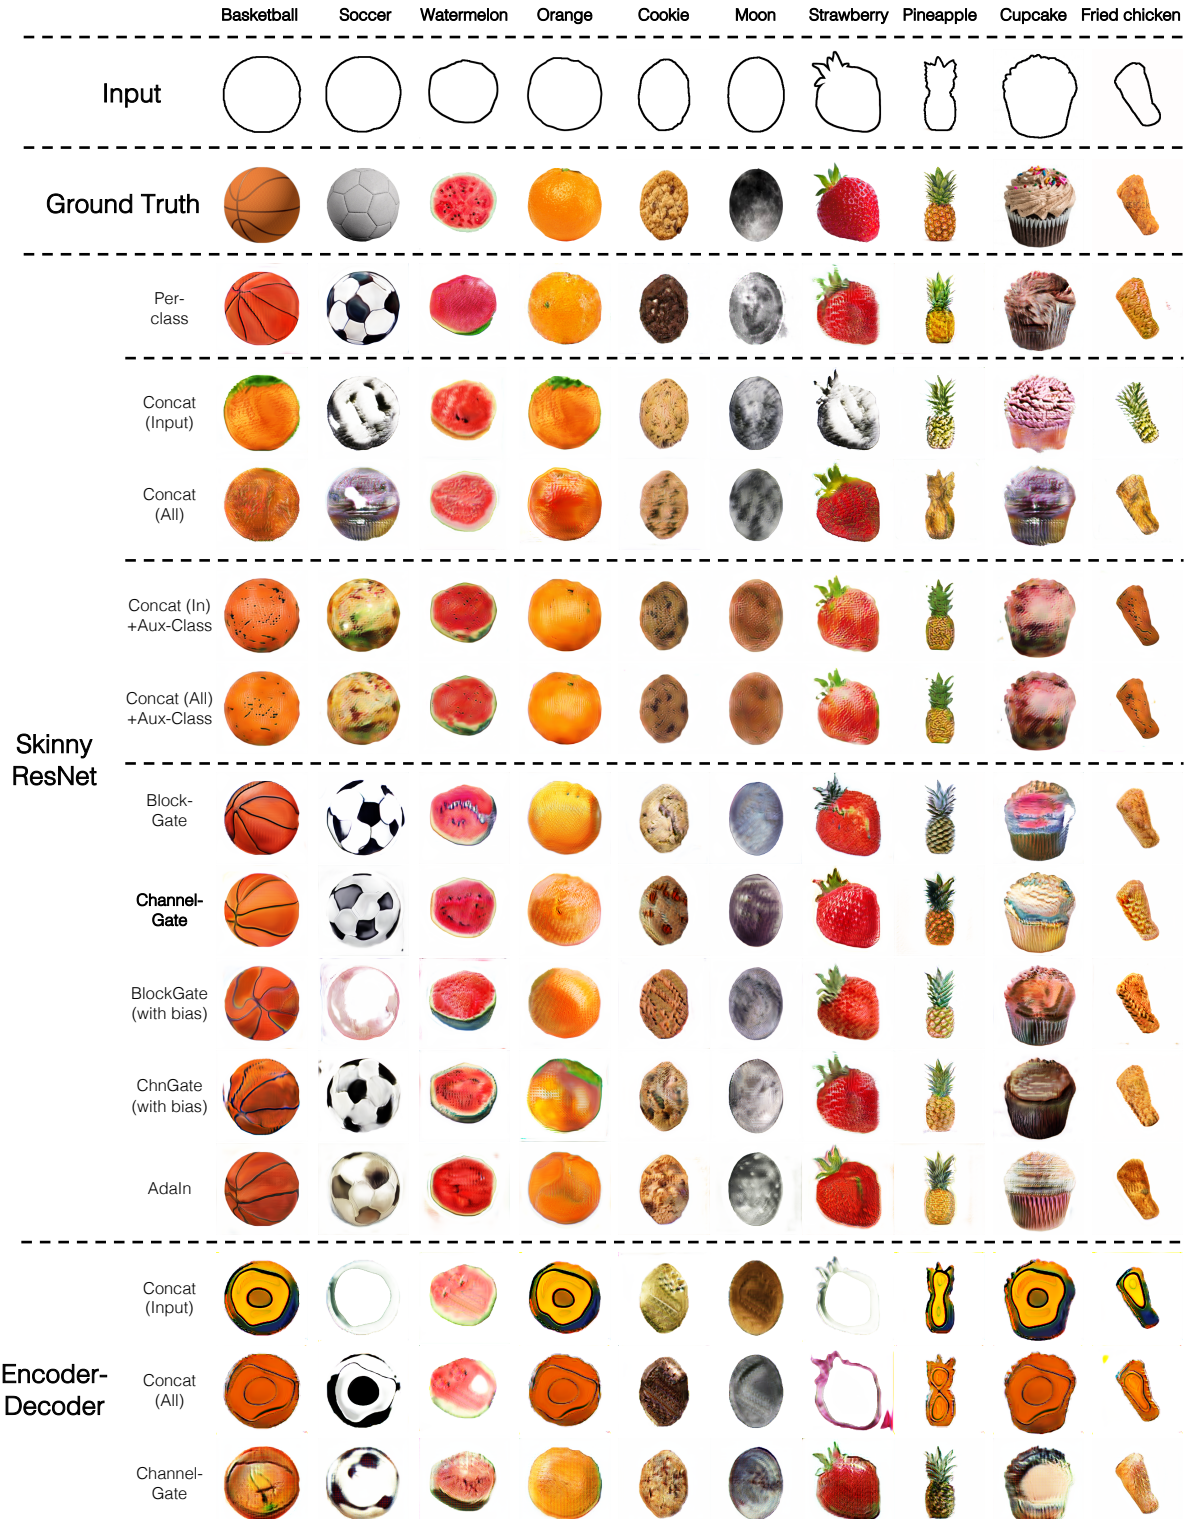 Basketball Soccer Watermelon Orange Cookie Moon Strawberry Pineapple Cupcake Fried chicken
Input
Ground Truth
Per-
class
Concat
(Input)
Concat
(All)
Concat (In)
+Aux-Class
Concat (All)
+Aux-Class
Skinny
ResNet
Block-
Gate
Channel-
Gate
BlockGate
(with bias)
ChnGate
(with bias)
AdaIn
Concat
(Input)
Encoder-
Decoder
Concat
(All)
Channel-
Gate